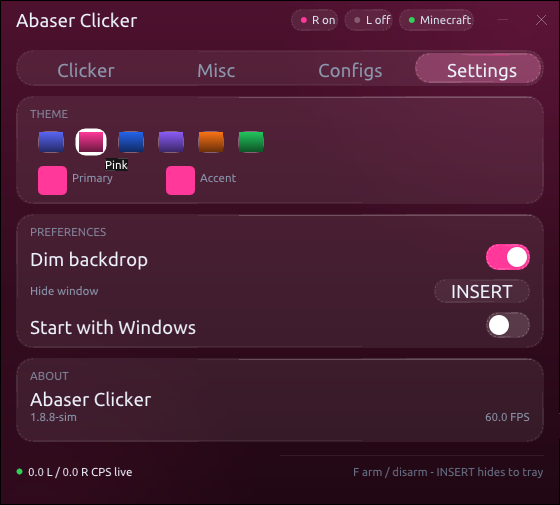 Abaser Clicker
R on
L off
Minecraft
Clicker
Misc
Configs
Settings
THEME
Pink
Primary
Accent
PREFERENCES
Dim backdrop
Hide window
INSERT
Start with Windows
ABOUT
Abaser Clicker
1.8.8-sim
60.0 FPS
0.0 L / 0.0 R CPS live
F arm / disarm - INSERT hides to tray